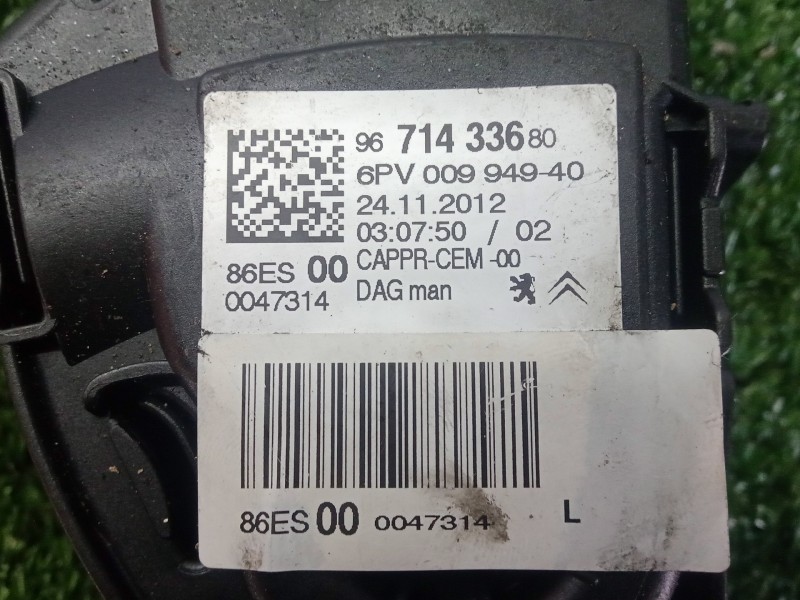 96 714 336 80
6PV 009 949-40
24.11.2012
03:07:50 / 02
86ES 00 CAPPR-CEM -00
0047314 DAG man
86ES 00 0047314 L